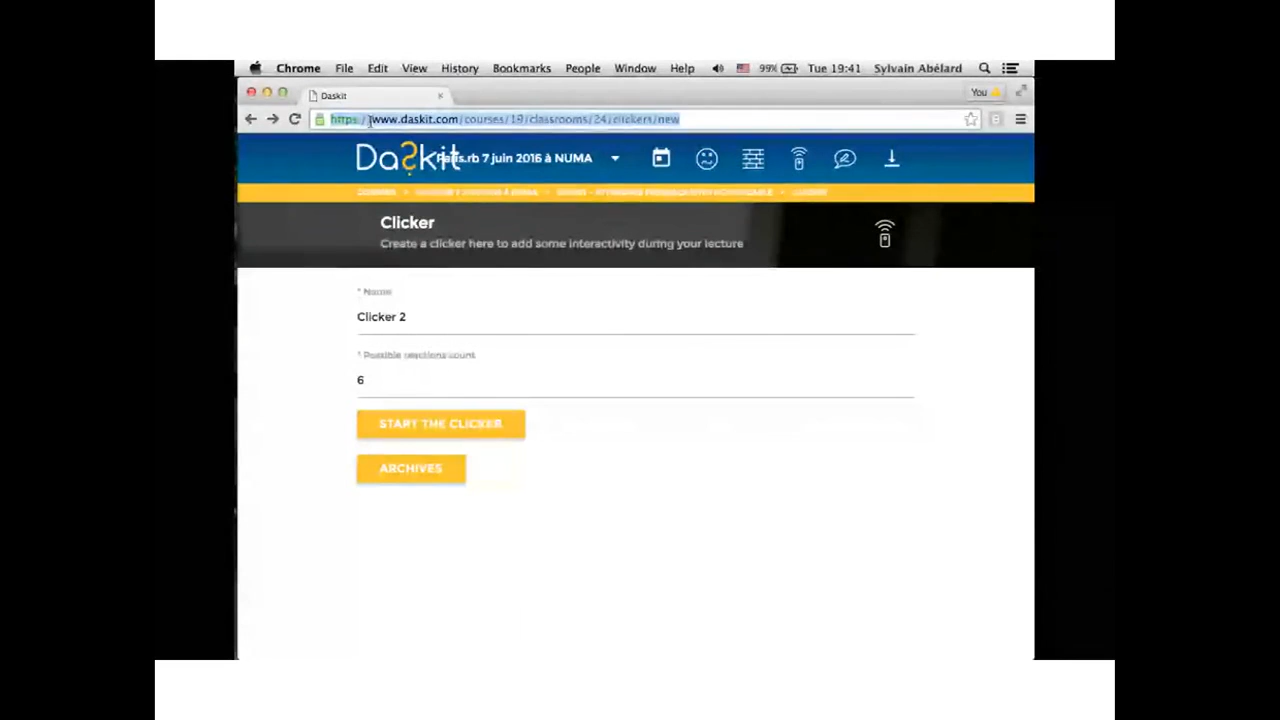 Chrome File Edit View History Bookmarks People Window Help 99% Tue 19:41 Sylvain Abélard
Daskit
You
https://www.daskit.com/courses/19/classrooms/24/clickers/new
Daskit
Paris.rb 7 juin 2016 à NUMA
Clicker
Create a clicker here to add some interactivity during your lecture
* Name
Clicker 2
* Possible reactions count
6
START THE CLICKER
ARCHIVES